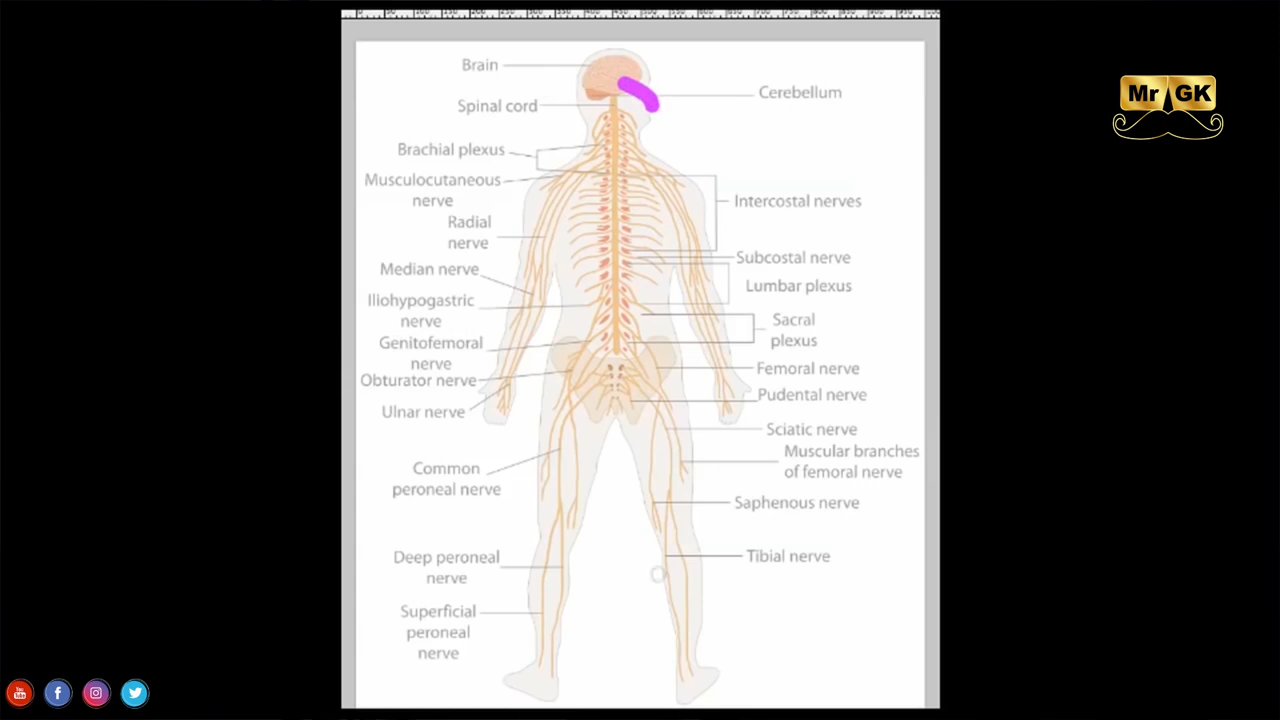 Brain
Cerebellum
Spinal cord
Mr GK
Brachial plexus
Musculocutaneous
nerve
Intercostal nerves
Radial
nerve
Subcostal nerve
Median nerve
Lumbar plexus
Iliohypogastric
nerve
Sacral
plexus
Genitofemoral
nerve
Femoral nerve
Obturator nerve
Pudental nerve
Ulnar nerve
Sciatic nerve
Muscular branches
of femoral nerve
Common
peroneal nerve
Saphenous nerve
Deep peroneal
nerve
Tibial nerve
Superficial
peroneal
nerve